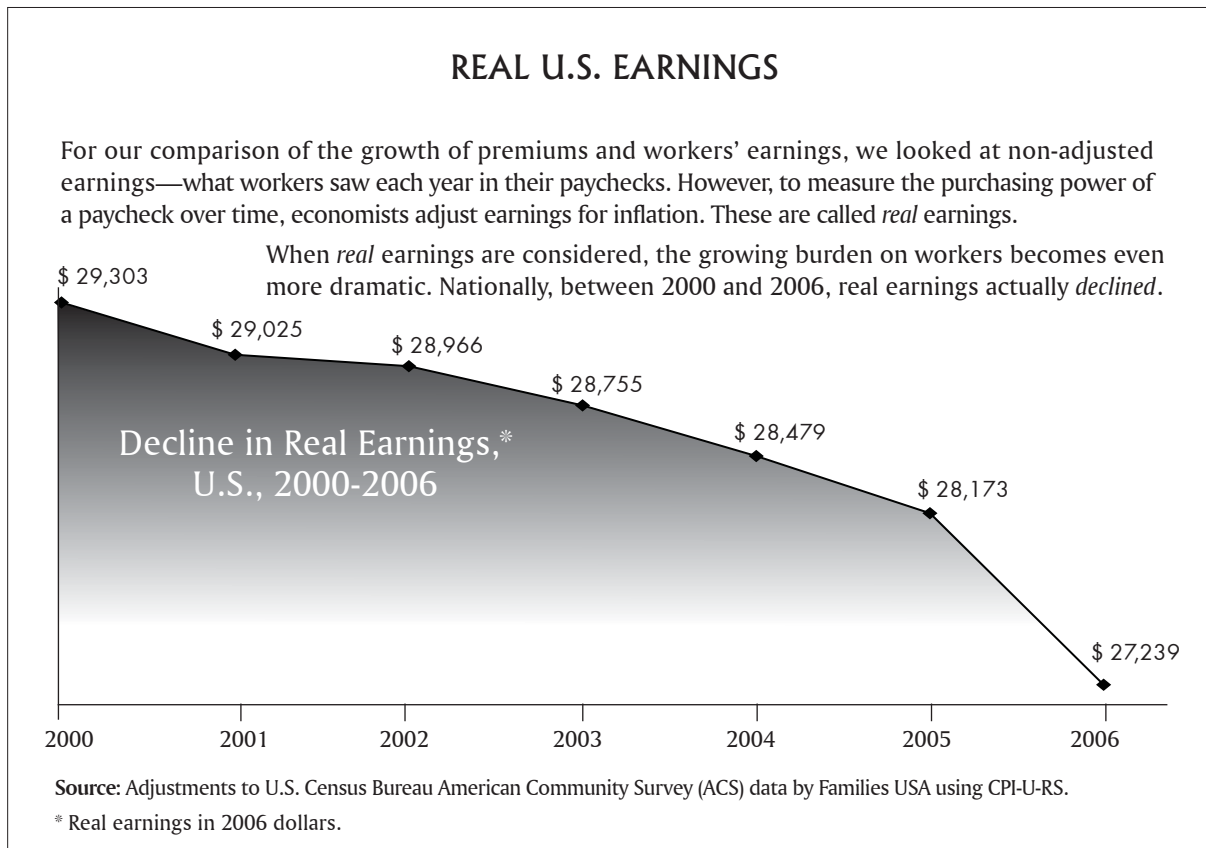 REAL U.S. EARNINGS
For our comparison of the growth of premiums and workers’ earnings, we looked at non-adjusted
earnings—what workers saw each year in their paychecks. However, to measure the purchasing power of
a paycheck over time, economists adjust earnings for inflation. These are called real earnings.
When real earnings are considered, the growing burden on workers becomes even
more dramatic. Nationally, between 2000 and 2006, real earnings actually declined.
$ 29,303
$ 29,025
$ 28,966
$ 28,755
$ 28,479
$ 28,173
$ 27,239
Decline in Real Earnings,*
U.S., 2000-2006
2000 2001 2002 2003 2004 2005 2006
Source: Adjustments to U.S. Census Bureau American Community Survey (ACS) data by Families USA using CPI-U-RS.
* Real earnings in 2006 dollars.